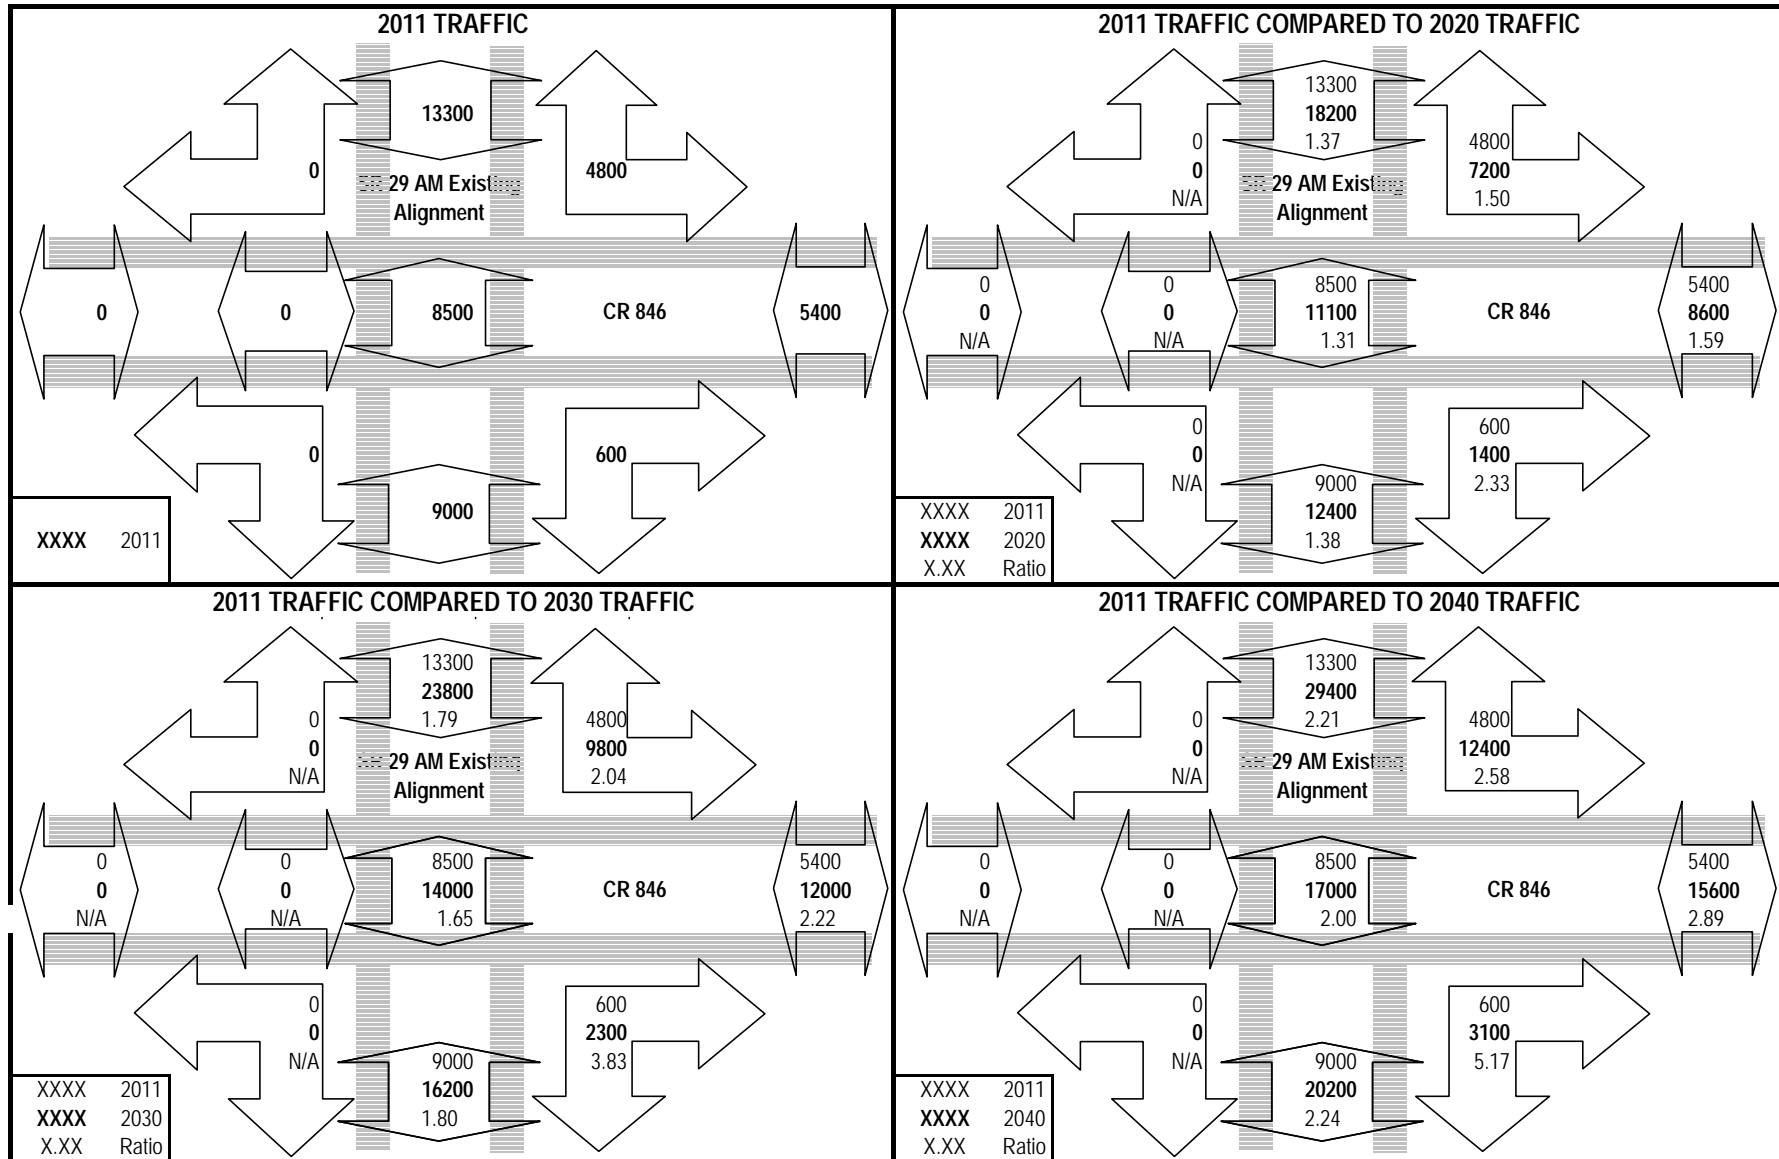 2011 TRAFFIC
13300
0
4800
29 AM Existing
Alignment
0
0
8500
CR 846
5400
0
600
9000
XXXX 2011
2011 TRAFFIC COMPARED TO 2020 TRAFFIC
13300
18200
1.37
0
0
N/A
4800
7200
1.50
29 AM Existing
Alignment
0
0
N/A
0
0
N/A
8500
11100
1.31
CR 846
5400
8600
1.59
0
0
N/A
600
1400
2.33
9000
12400
1.38
XXXX 2011
XXXX 2020
X.XX Ratio
2011 TRAFFIC COMPARED TO 2030 TRAFFIC
13300
23800
1.79
0
0
N/A
4800
9800
2.04
29 AM Existing
Alignment
0
0
N/A
0
0
N/A
8500
14000
1.65
CR 846
5400
12000
2.22
0
0
N/A
600
2300
3.83
9000
16200
1.80
XXXX 2011
XXXX 2030
X.XX Ratio
2011 TRAFFIC COMPARED TO 2040 TRAFFIC
13300
29400
2.21
0
0
N/A
4800
12400
2.58
29 AM Existing
Alignment
0
0
N/A
0
0
N/A
8500
17000
2.00
CR 846
5400
15600
2.89
0
0
N/A
600
3100
5.17
9000
20200
2.24
XXXX 2011
XXXX 2040
X.XX Ratio